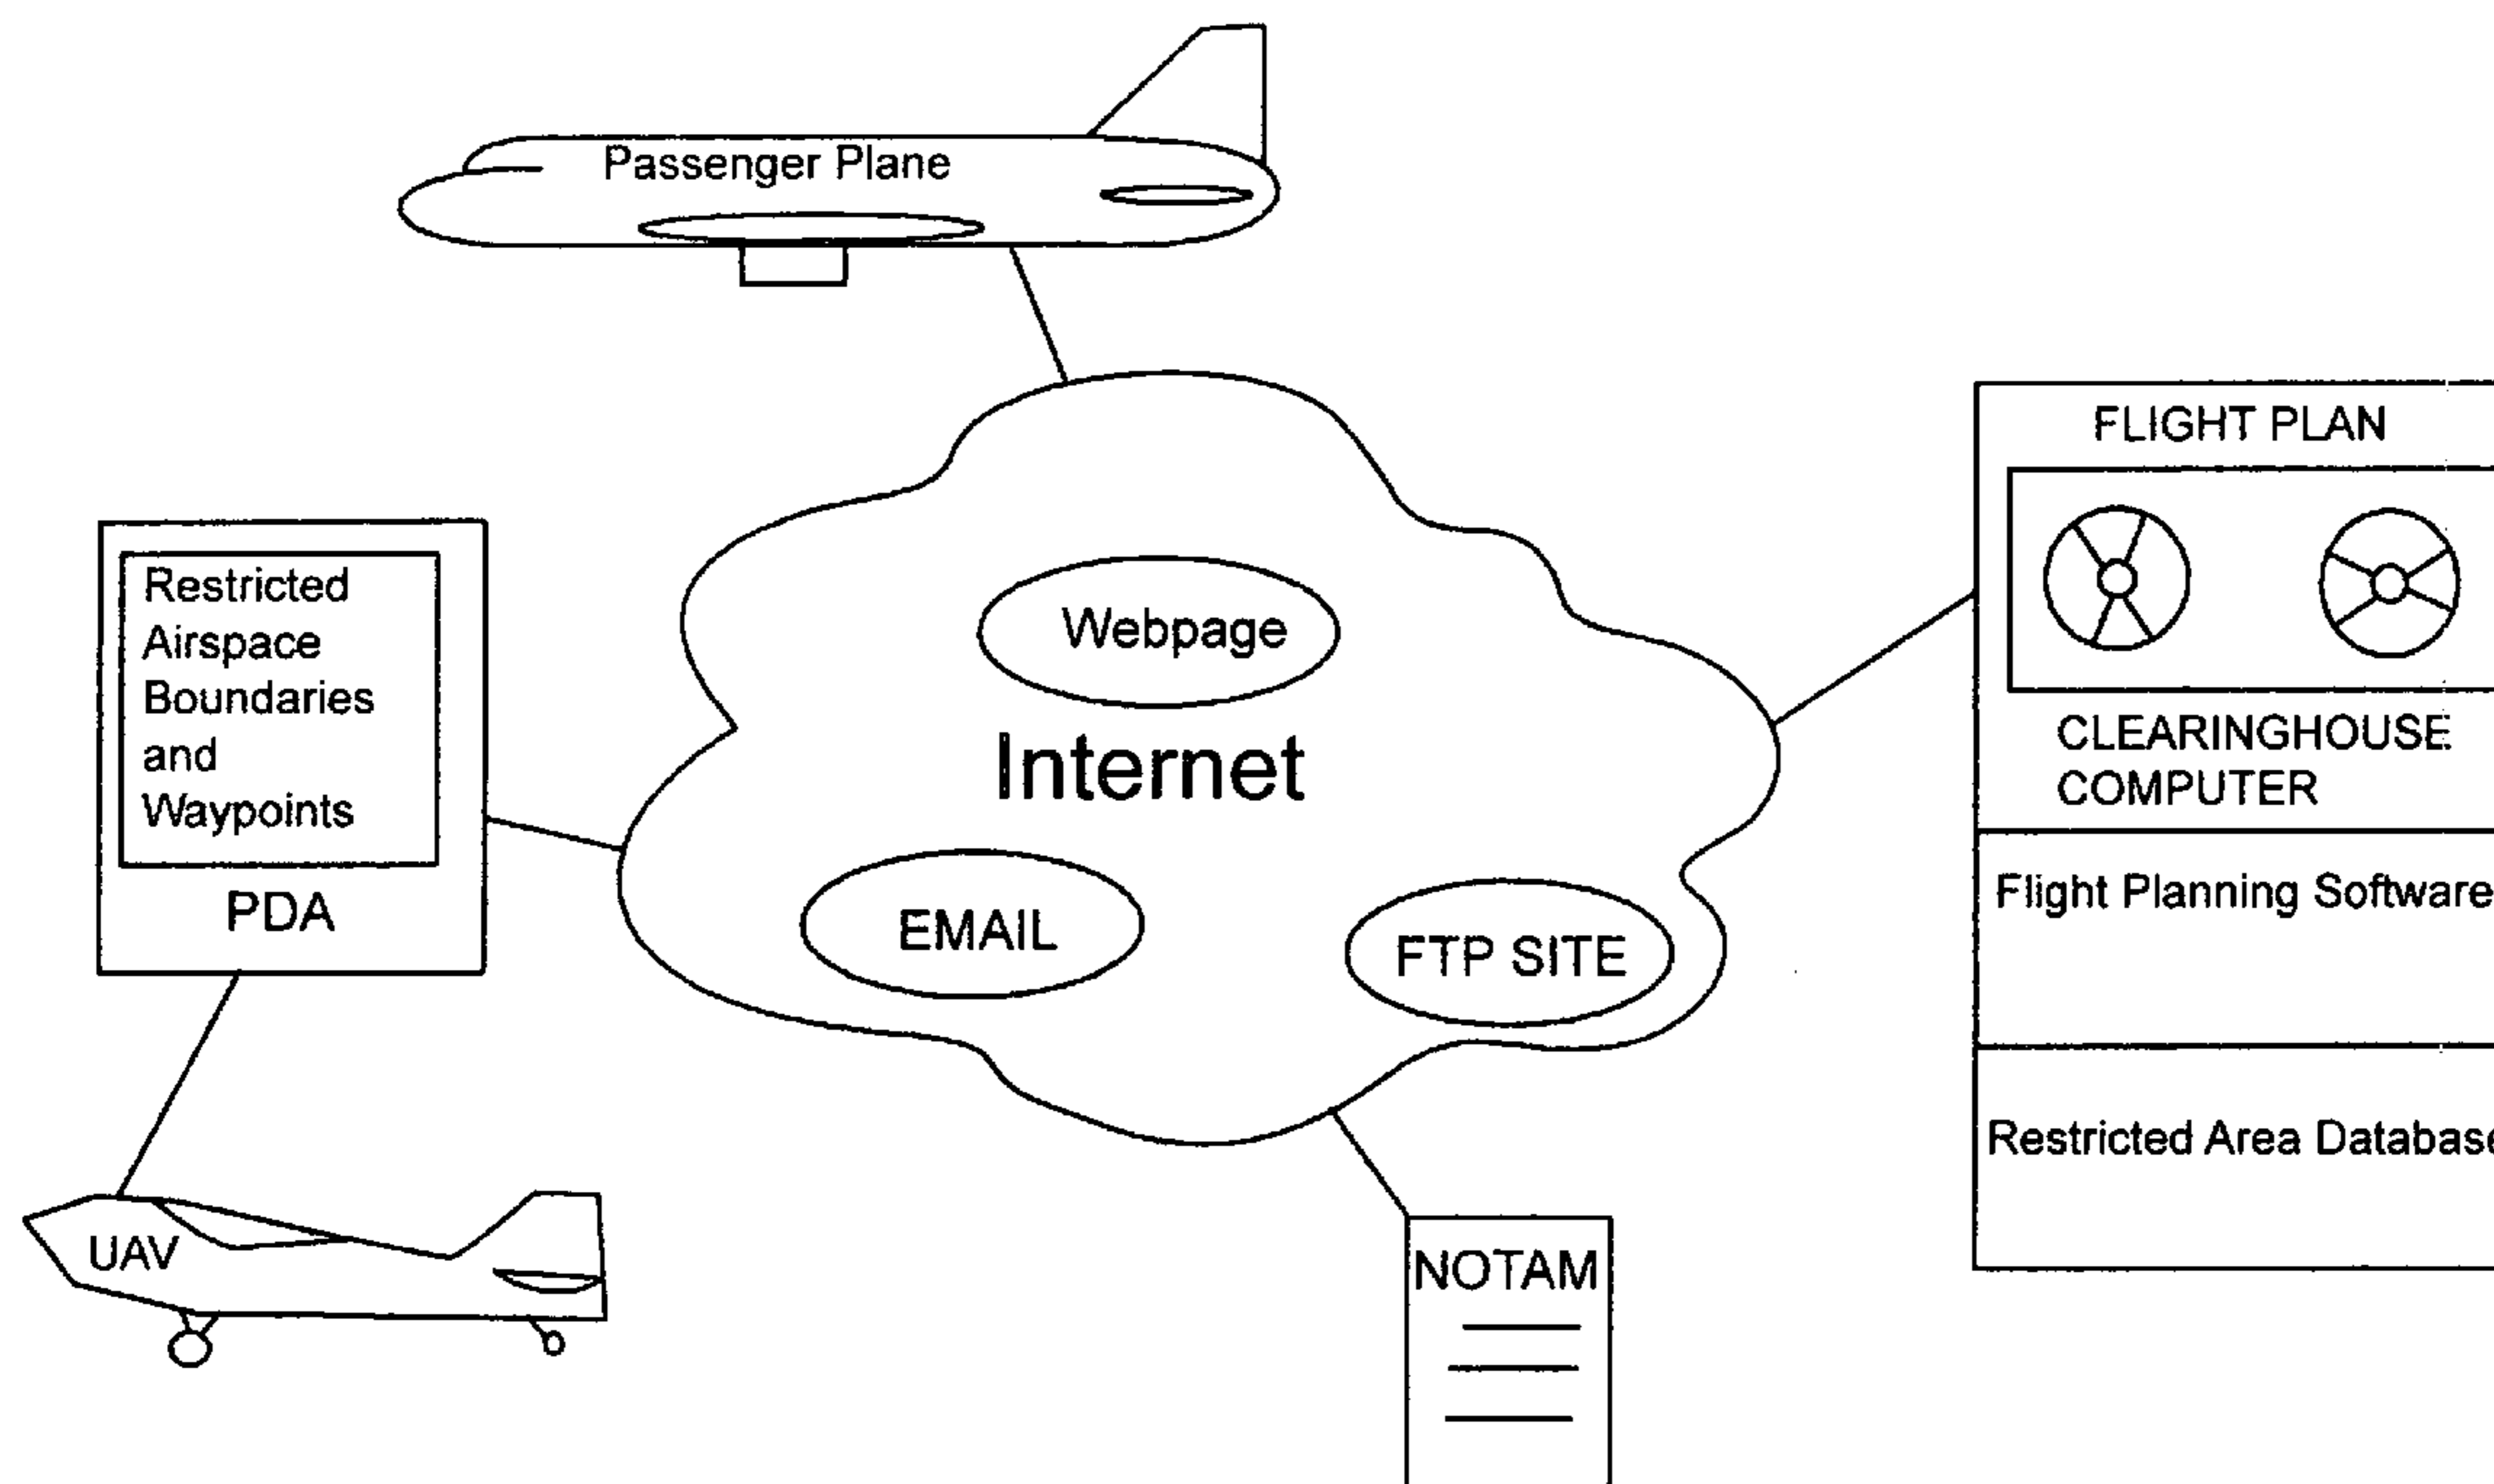 Passenger Plane
FLIGHT PLAN
CLEARINGHOUSE
COMPUTER
Flight Planning Software
Restricted Area Database
Restricted
Airspace
Boundaries
and
Waypoints
PDA
Webpage
Internet
EMAIL
FTP SITE
UAV
NOTAM